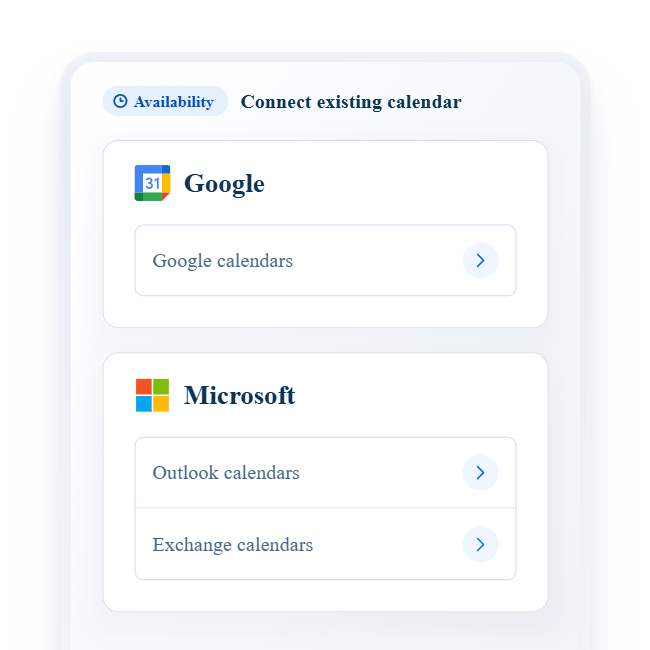 Availability Connect existing calendar
31 Google
Google calendars
Microsoft
Outlook calendars
Exchange calendars